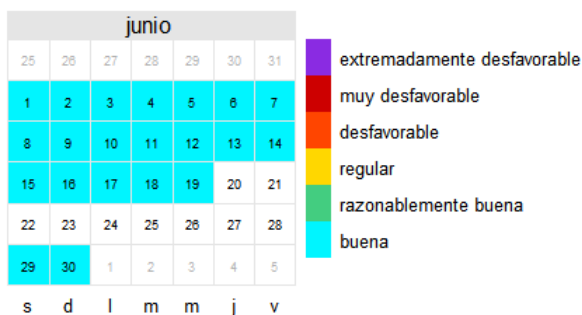 junio
25 26 27 28 29 30 31
1 2 3 4 5 6 7
8 9 10 11 12 13 14
15 16 17 18 19 20 21
22 23 24 25 26 27 28
29 30 1 2 3 4 5
s d l m m j v
extremadamente desfavorable
muy desfavorable
desfavorable
regular
razonablemente buena
buena